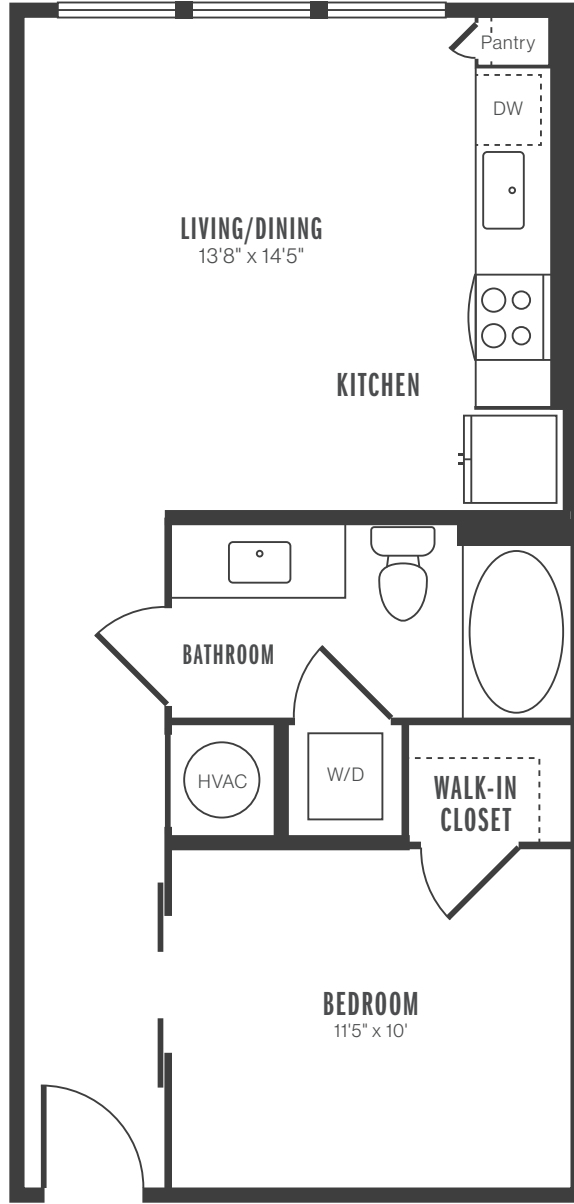 Pantry
DW
LIVING/DINING
13'8" x 14'5"
KITCHEN
BATHROOM
HVAC
W/D
WALK-IN
CLOSET
BEDROOM
11'5" x 10'